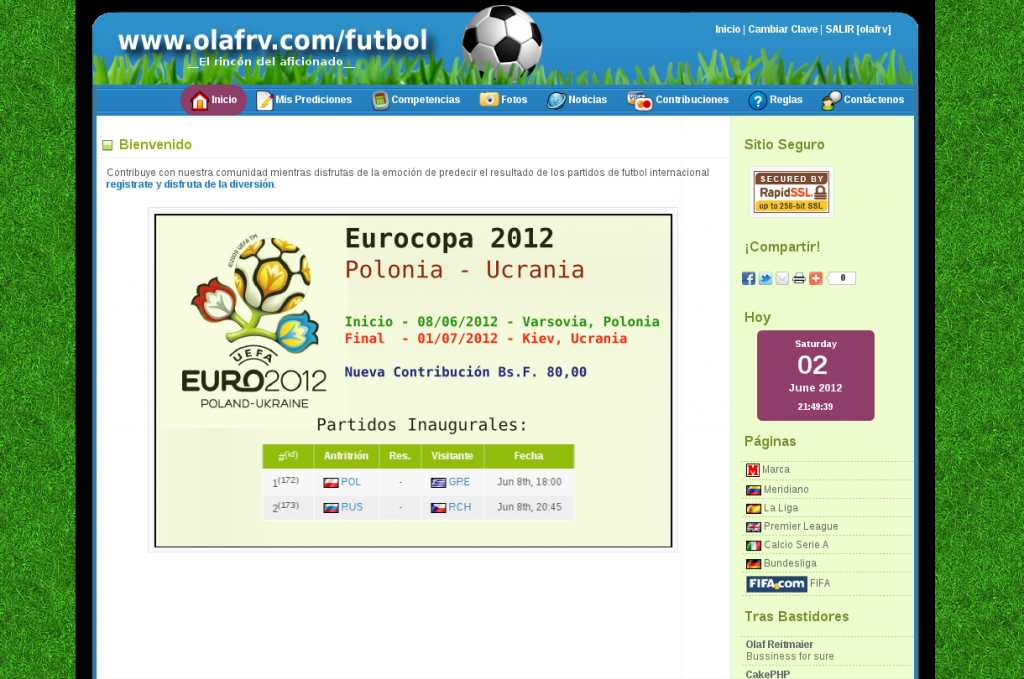 www.olafrv.com/futbol
__El rincón del aficionado__
Inicio | Cambiar Clave | SALIR [olafrv]
Inicio Mis Prediciones Competencias Fotos Noticias Contribuciones Reglas Contáctenos
Bienvenido
Contribuye con nuestra comunidad mientras disfrutas de la emoción de predecir el resultado de los partidos de futbol internacional
registrate y disfruta de la diversión.
©2005 UEFA TM
UEFA
EURO2012
POLAND-UKRAINE
Eurocopa 2012
Polonia - Ucrania
Inicio - 08/06/2012 - Varsovia, Polonia
Final - 01/07/2012 - Kiev, Ucrania
Nueva Contribución Bs.F. 80,00
Partidos Inaugurales:
#(id) Anfitrión Res. Visitante Fecha
1(172) POL - GRE Jun 8th, 18:00
2(173) RUS - RCH Jun 8th, 20:45
Sitio Seguro
SECURED BY
RapidSSL.
up to 256-bit SSL
¡Compartir!
0
Hoy
Saturday
02
June 2012
21:49:39
Páginas
M Marca
Meridiano
La Liga
Premier League
Calcio Serie A
Bundesliga
FIFA.com FIFA
Tras Bastidores
Olaf Reitmaier
Bussiness for sure
CakePHP